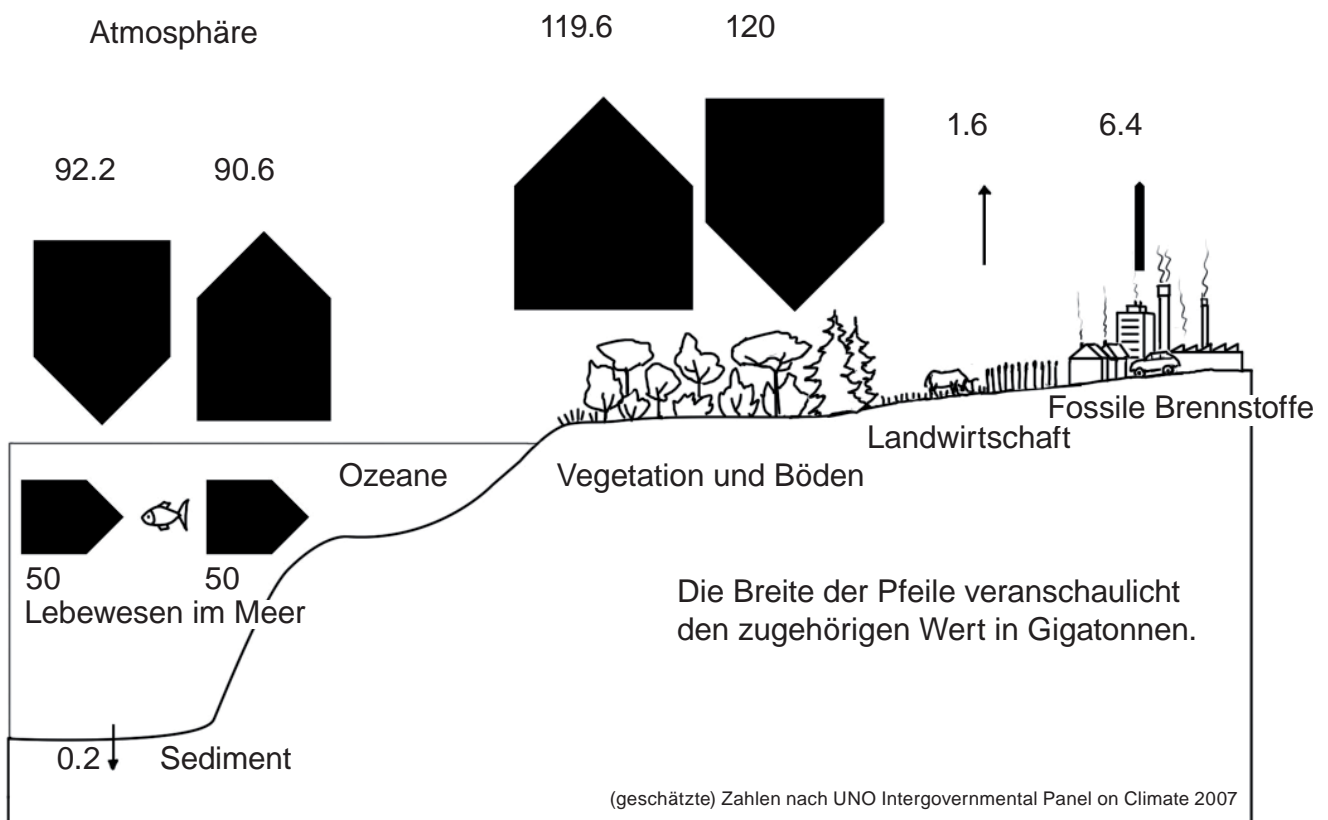 Atmosphäre
119.6
120
1.6
6.4
92.2
90.6
Fossile Brennstoffe
Landwirtschaft
Ozeane
Vegetation und Böden
50
50
Lebewesen im Meer
Die Breite der Pfeile veranschaulicht
den zugehörigen Wert in Gigatonnen.
0.2
Sediment
(geschätzte) Zahlen nach UNO Intergovernmental Panel on Climate 2007